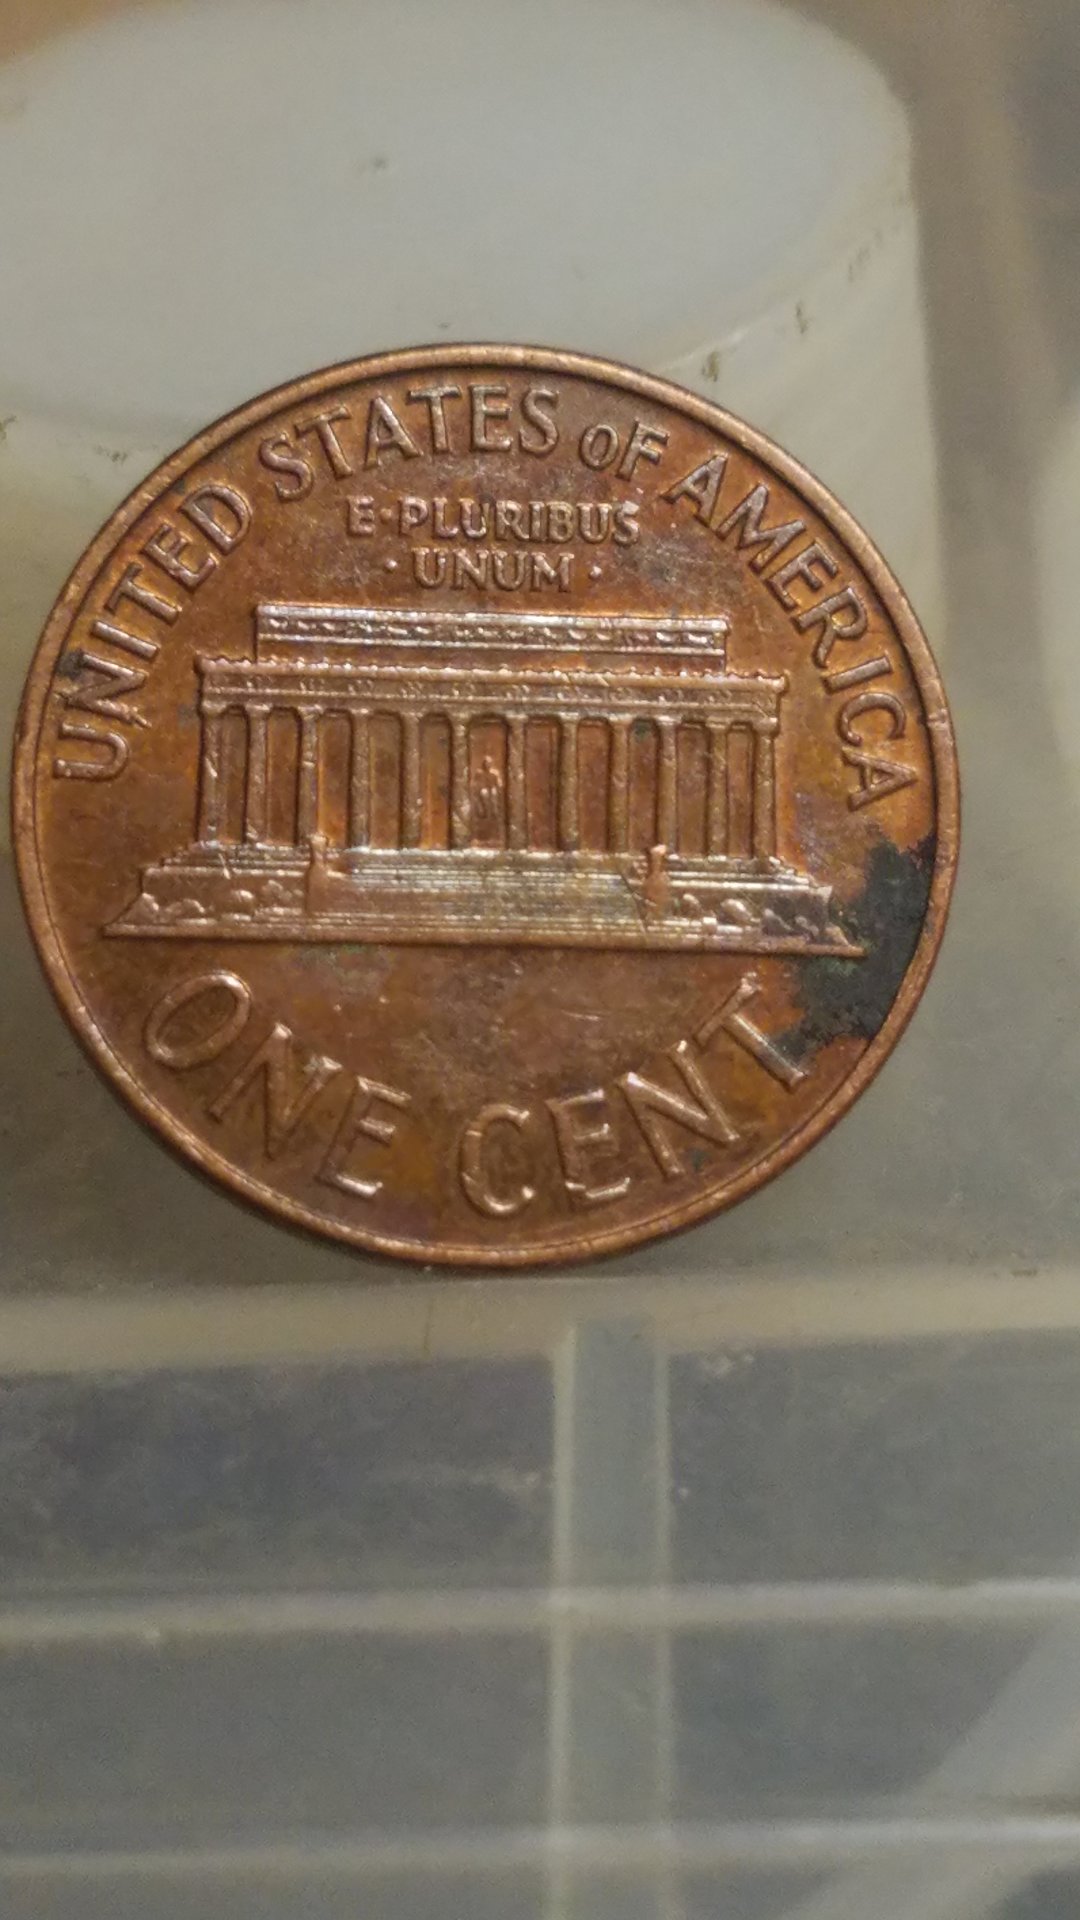 UNITED STATES OF AMERICA
E·PLURIBUS
·UNUM·
ONE CENT